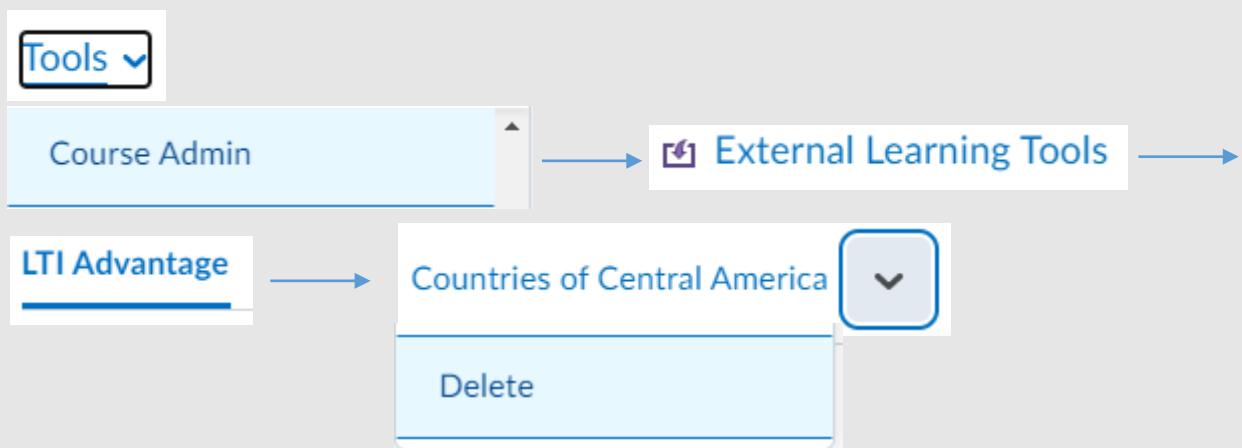 Tools
Course Admin
External Learning Tools
LTI Advantage
Countries of Central America
Delete